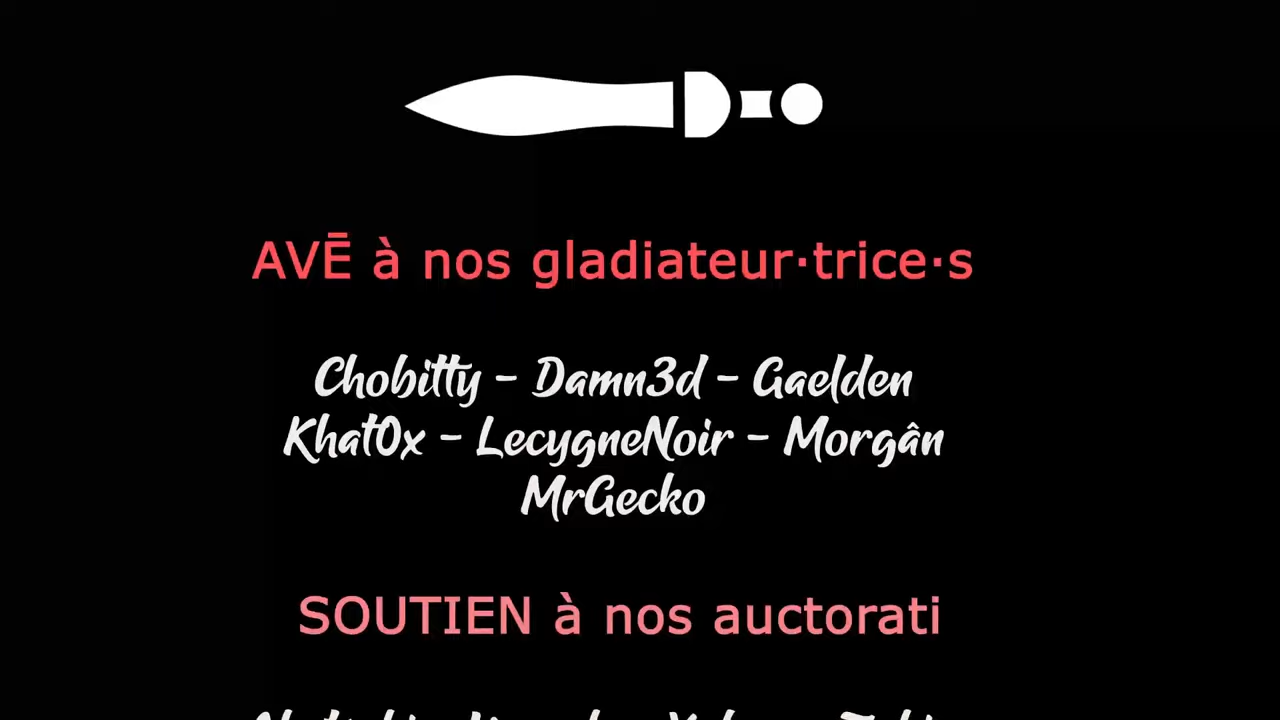 AVĒ à nos gladiateur·trice·s
Chobitty - Damn3d - Gaelden
Khat0x - LecygneNoir - Morgân
MrGecko
SOUTIEN à nos auctorati